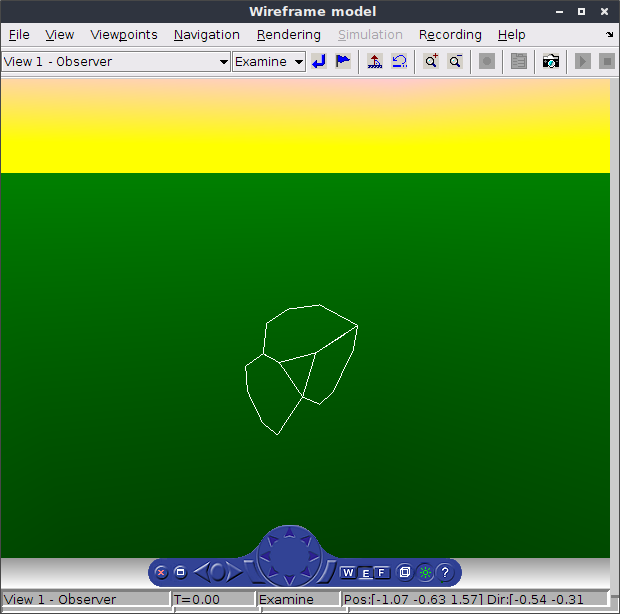 Wireframe model
File View Viewpoints Navigation Rendering Simulation Recording Help
View 1 - Observer Examine
W E F ?
View 1 - Observer T=0.00 Examine Pos:[-1.07 -0.63 1.57] Dir:[-0.54 -0.31